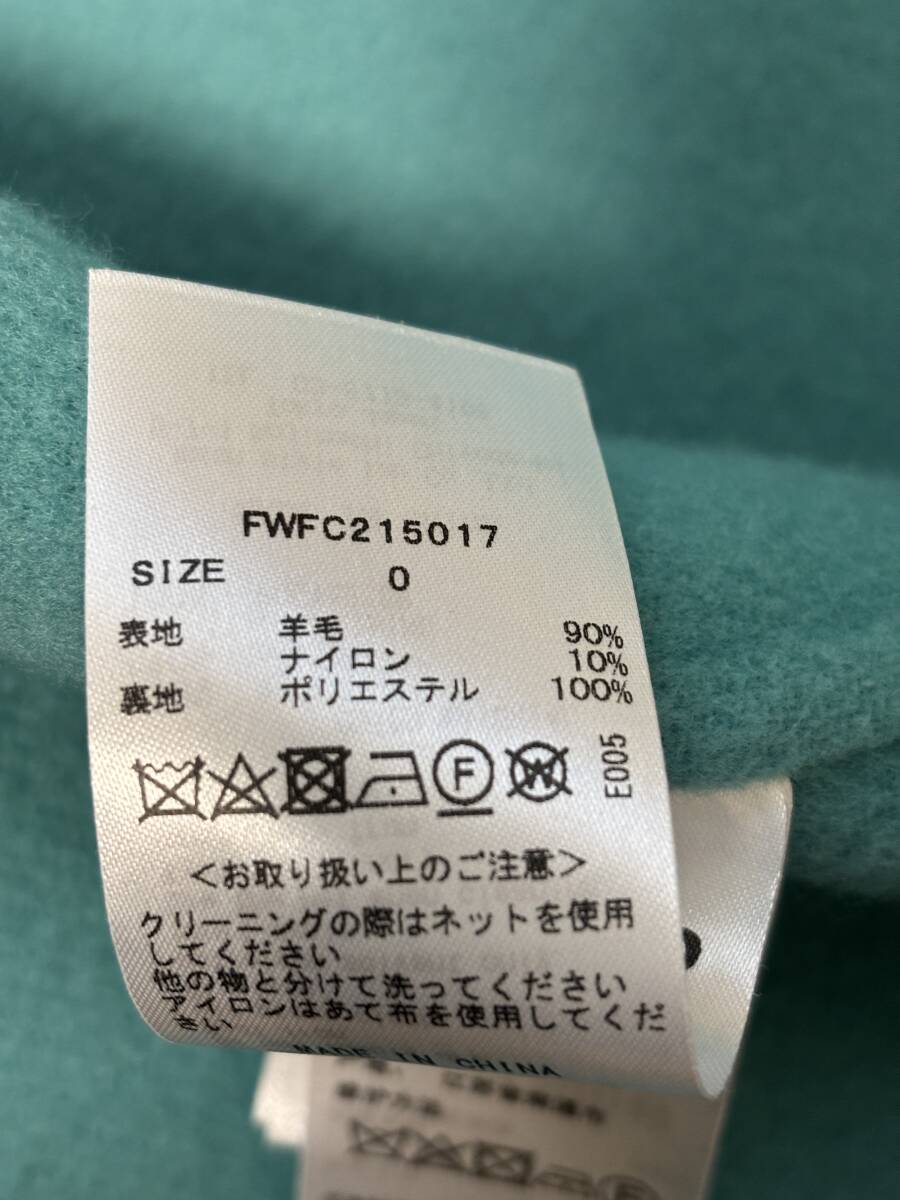 FWFC215017
SIZE 0
表地 羊毛 90%
ナイロン 10%
裏地 ポリエステル 100%
F W E005
<お取り扱い上のご注意>
クリーニングの際はネットを使用
してください
他の物と分けて洗ってください
アイロンはあて布を使用してくだ
さい
MADE IN CHINA